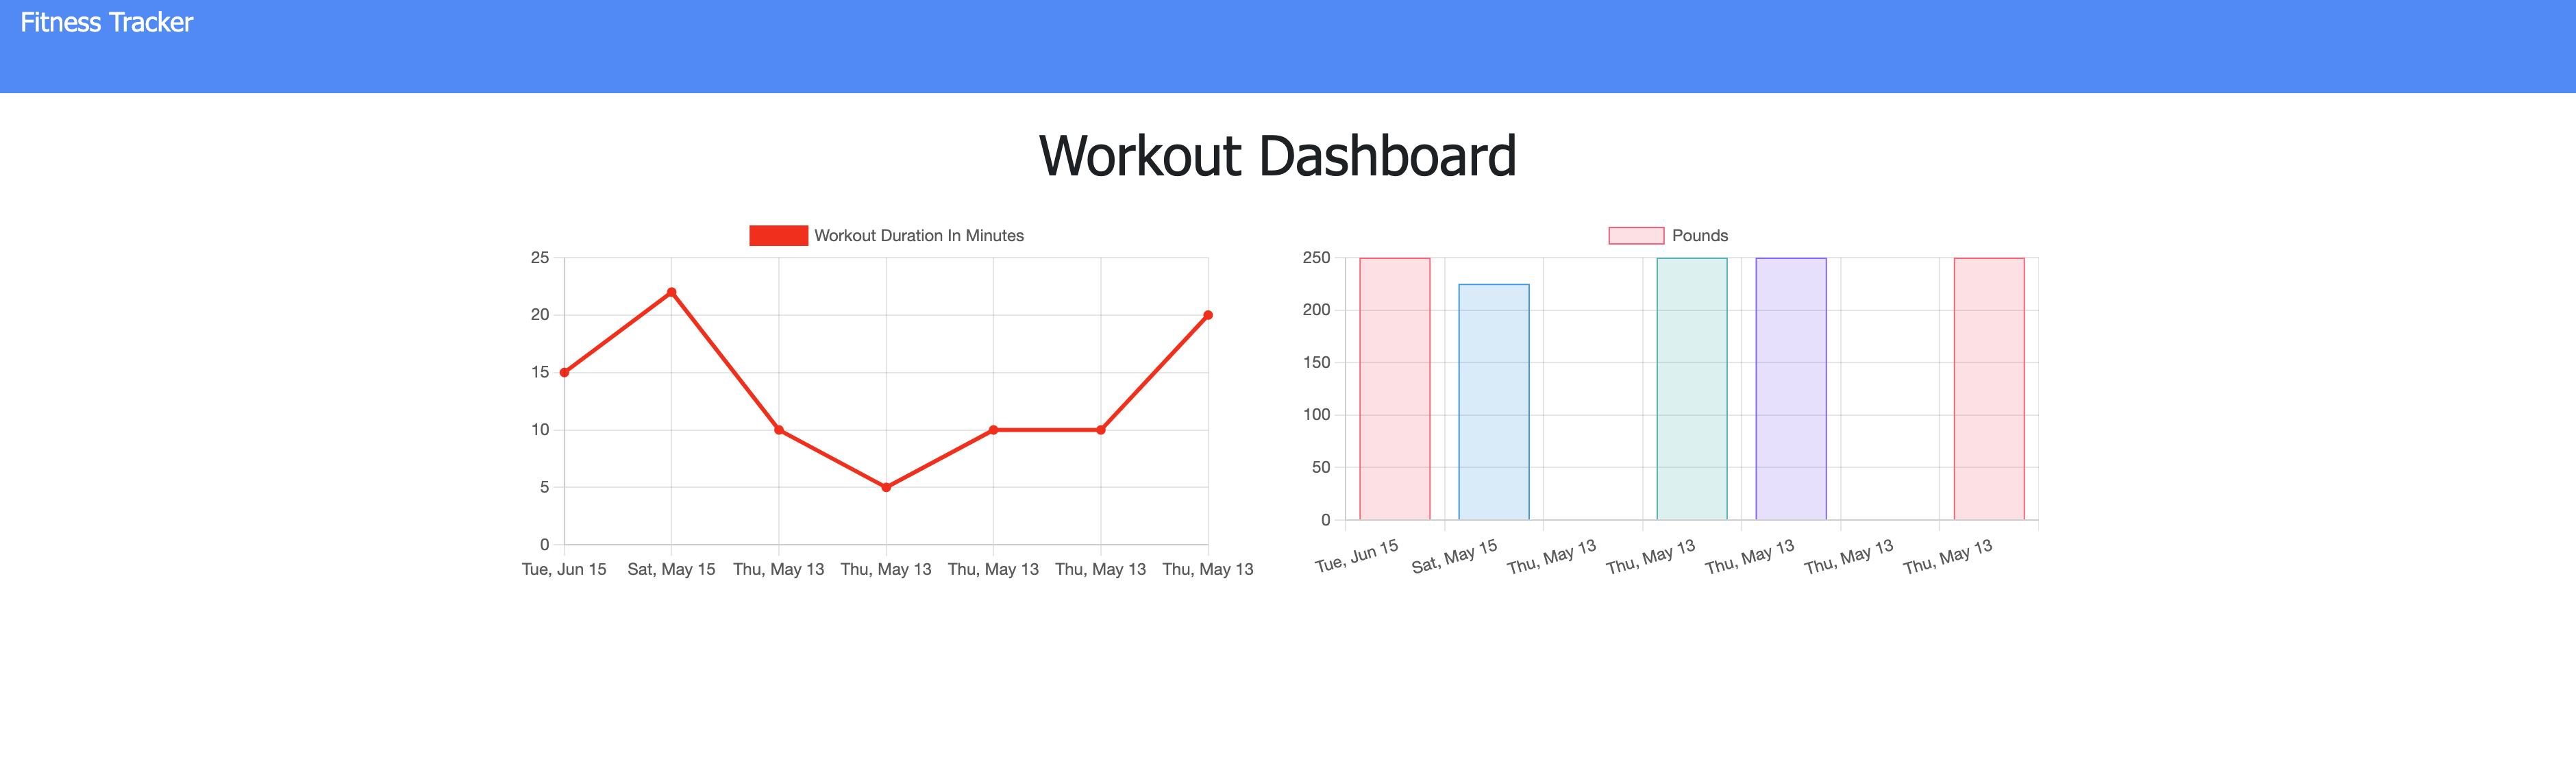 Fitness Tracker
Workout Dashboard
Workout Duration In Minutes
25
20
15
10
5
0
Tue, Jun 15 Sat, May 15 Thu, May 13 Thu, May 13 Thu, May 13 Thu, May 13 Thu, May 13
Pounds
250
200
150
100
50
0
Tue, Jun 15 Sat, May 15 Thu, May 13 Thu, May 13 Thu, May 13 Thu, May 13 Thu, May 13